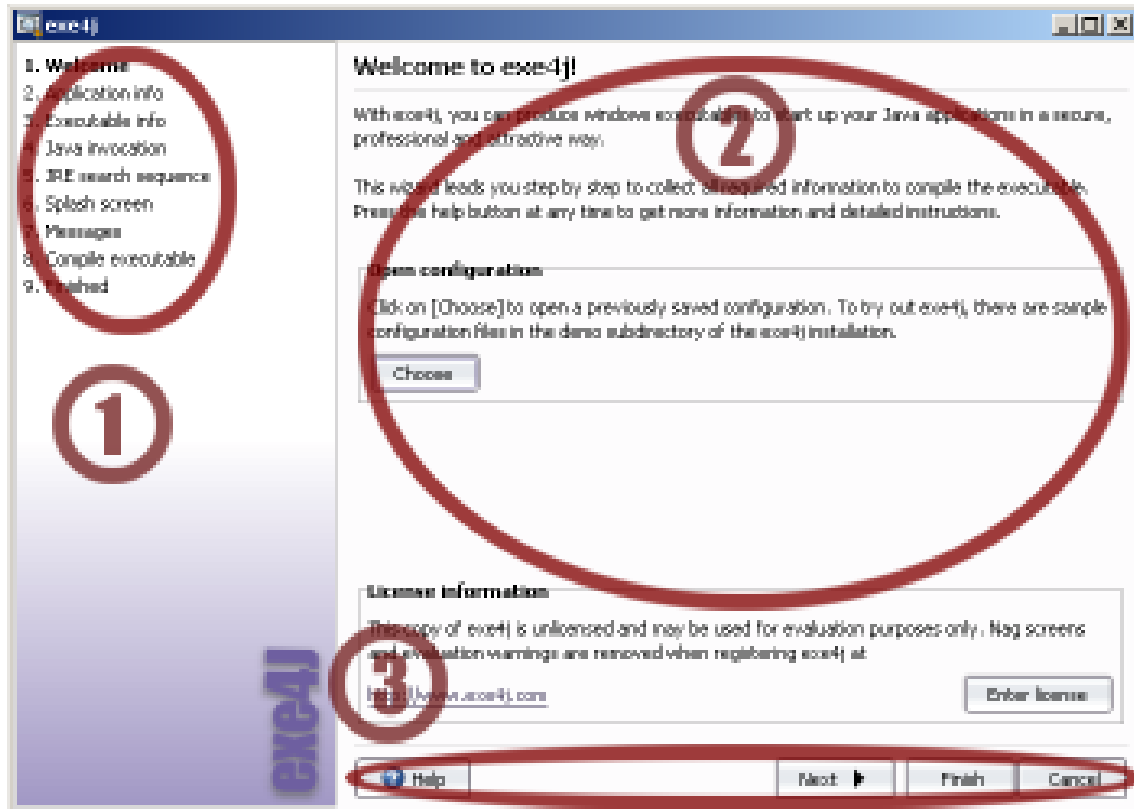 exe4j
1. Welcome
2. Application info
3. Executable info
4. Java invocation
5. JRE search sequence
6. Splash screen
7. Messages
8. Compile executable
9. Finished
1
exe4J
Welcome to exe4j!
2
With exe4j, you can produce windows executables to start up your Java applications in a secure,
professional and attractive way.
This wizard leads you step by step to collect all required information to compile the executable.
Press the help button at any time to get more information and detailed instructions.
Open configuration
Click on [Choose] to open a previously saved configuration. To try out exe4j, there are sample
configuration files in the demo subdirectory of the exe4j installation.
Choose
License information
This copy of exe4j is unlicensed and may be used for evaluation purposes only. Nag screens
and evaluation warnings are removed when registering exe4j at
http://www.exe4j.com
3
Enter license
Help
Next
Finish
Cancel